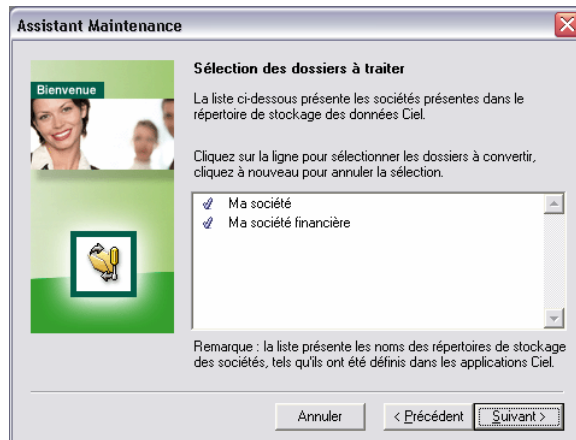 Assistant Maintenance
Bienvenue
Sélection des dossiers à traiter
La liste ci-dessous présente les sociétés présentes dans le
répertoire de stockage des données Ciel.
Cliquez sur la ligne pour sélectionner les dossiers à convertir,
cliquez à nouveau pour annuler la sélection.
Ma société
Ma société financière
Remarque : la liste présente les noms des répertoires de stockage
des sociétés, tels qu'ils ont été définis dans les applications Ciel.
Annuler
< Précédent
Suivant >